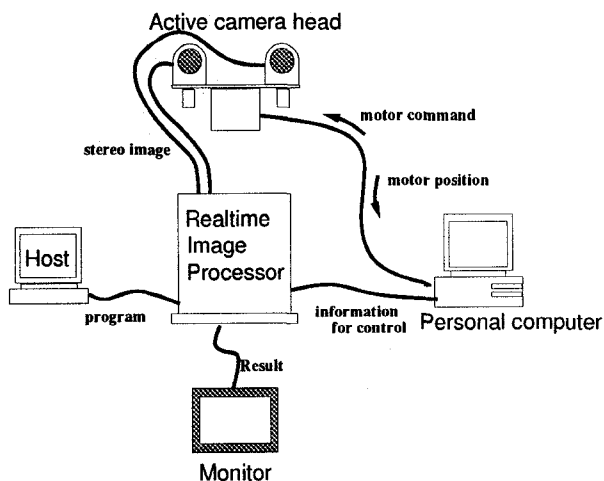 Active camera head
motor command
stereo image
motor position
Realtime
Image
Processor
Host
program
information
for control
Personal computer
Result
Monitor